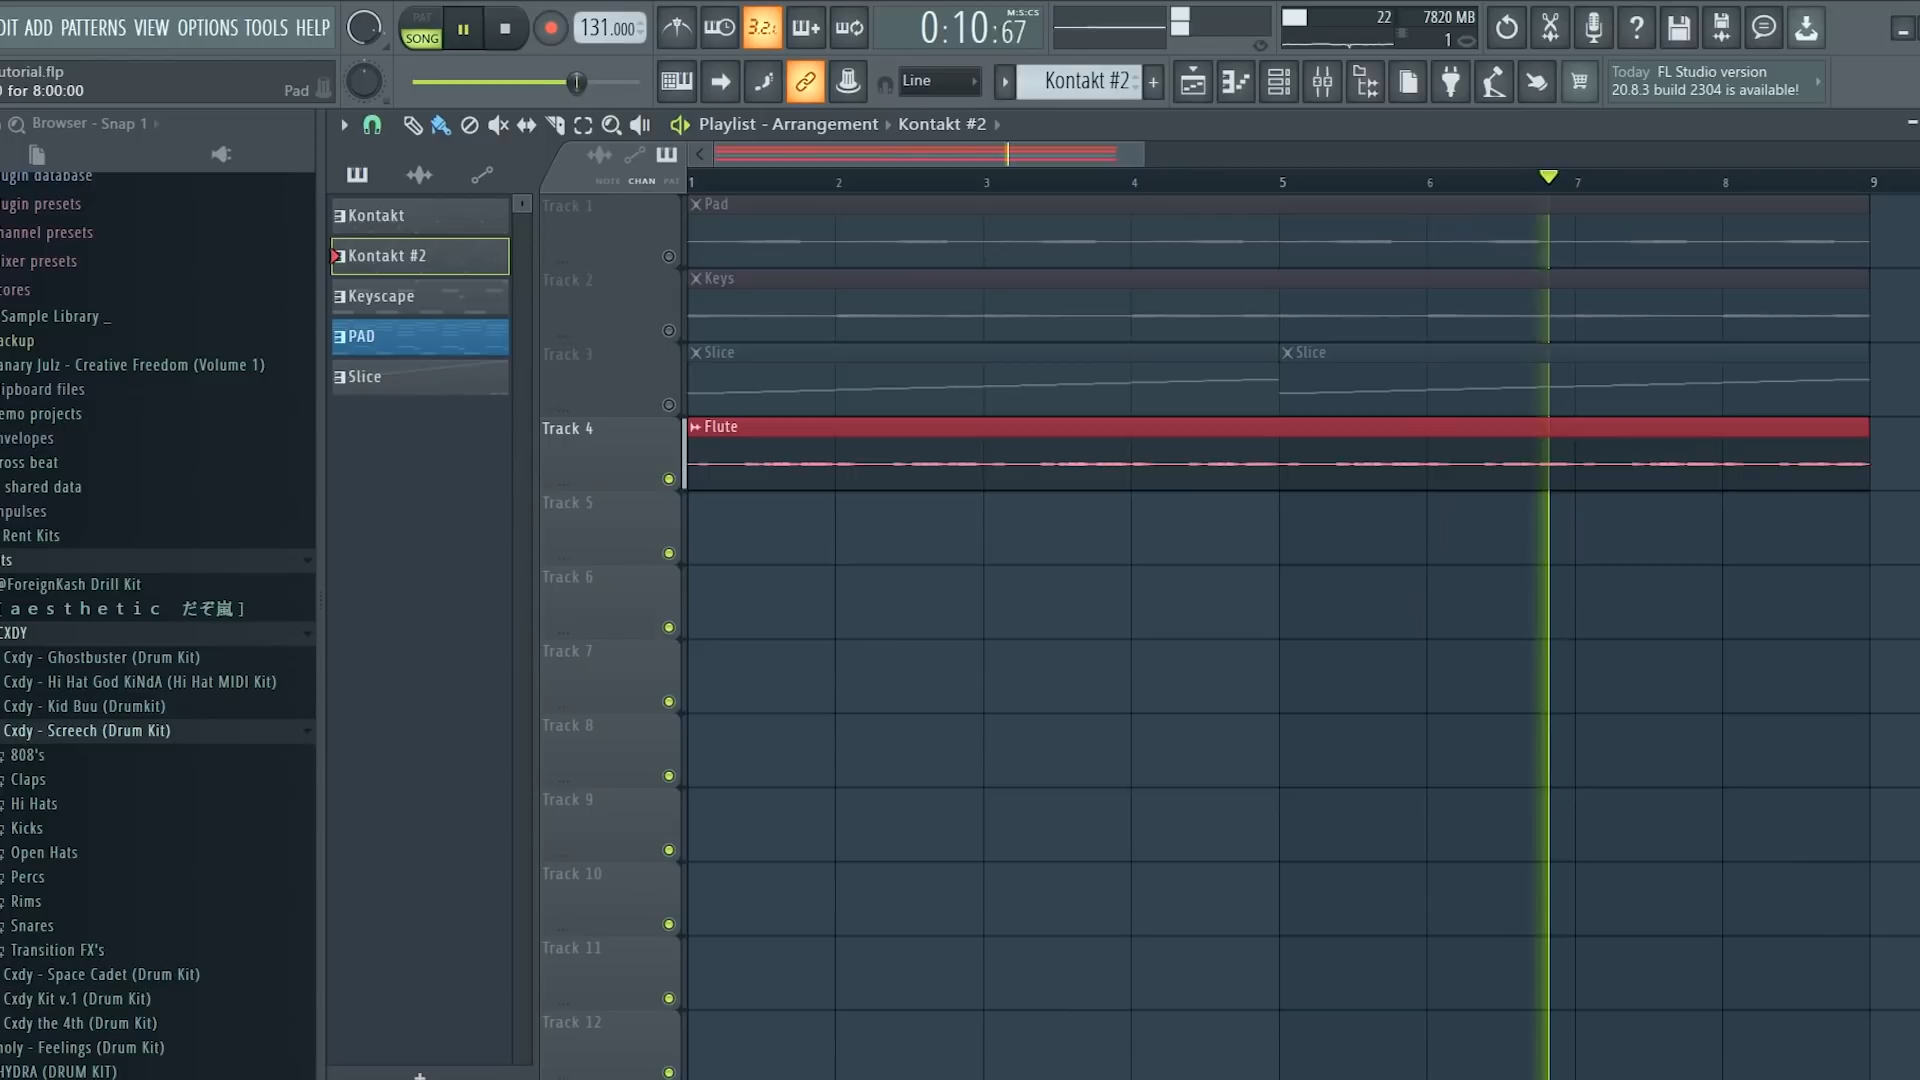 DIT ADD PATTERNS VIEW OPTIONS TOOLS HELP
PAT
SONG
131.000
3.2.
0:10:67
M:S:CS
22
7820 MB
1
utorial.flp
for 8:00:00
Pad
Line
Kontakt #2
Today FL Studio version
20.8.3 build 2304 is available!
Browser - Snap 1
Playlist - Arrangement › Kontakt #2 ›
NOTE CHAN PAT
1 2 3 4 5 6 7 8 9
ugin database
ugin presets
hannel presets
ixer presets
cores
Sample Library _
ackup
anary Julz - Creative Freedom (Volume 1)
ipboard files
emo projects
nvelopes
ross beat
shared data
mpulses
Rent Kits
ts
@ForeignKash Drill Kit
[ a e s t h e t i c だぞ嵐 ]
CXDY
Cxdy - Ghostbuster (Drum Kit)
Cxdy - Hi Hat God KiNdA (Hi Hat MIDI Kit)
Cxdy - Kid Buu (Drumkit)
Cxdy - Screech (Drum Kit)
808's
Claps
Hi Hats
Kicks
Open Hats
Percs
Rims
Snares
Transition FX's
Cxdy - Space Cadet (Drum Kit)
Cxdy Kit v.1 (Drum Kit)
Cxdy the 4th (Drum Kit)
holy - Feelings (Drum Kit)
HYDRA (DRUM KIT)
Kontakt
Kontakt #2
Keyscape
PAD
Slice
Track 1
Pad
Track 2
Keys
Track 3
Slice
Slice
Track 4
Flute
Track 5
Track 6
Track 7
Track 8
Track 9
Track 10
Track 11
Track 12